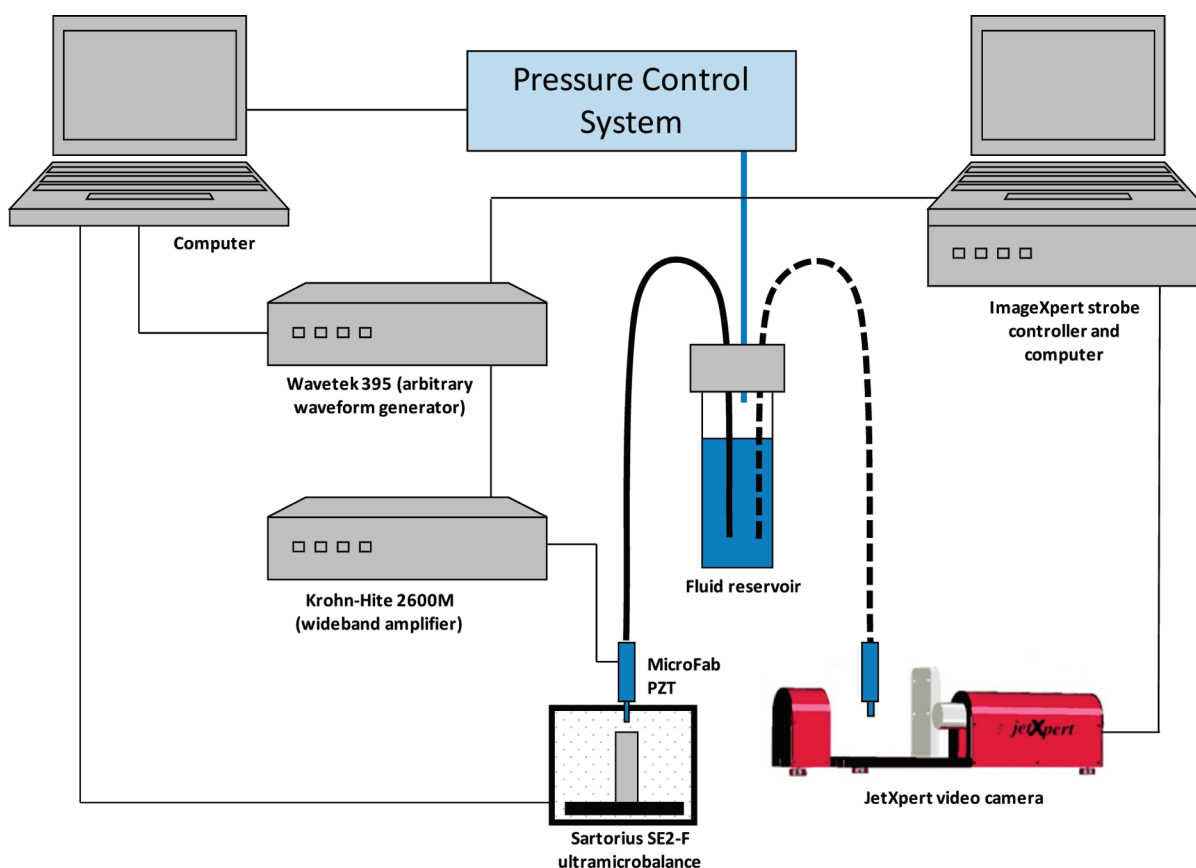 Pressure Control
System
Computer
ImageXpert strobe
controller and
computer
Wavetek 395 (arbitrary
waveform generator)
Fluid reservoir
Krohn-Hite 2600M
(wideband amplifier)
MicroFab
PZT
jetXpert
JetXpert video camera
Sartorius SE2-F
ultramicrobalance